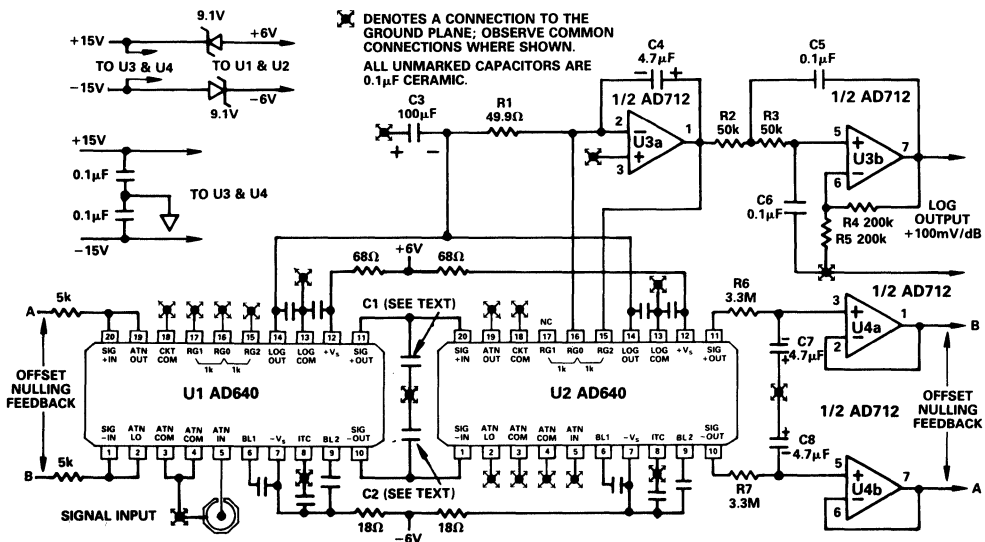 9.1V
+15V
+6V
TO U3 & U4
TO U1 & U2
−15V
−6V
9.1V
DENOTES A CONNECTION TO THE
GROUND PLANE; OBSERVE COMMON
CONNECTIONS WHERE SHOWN.
ALL UNMARKED CAPACITORS ARE
0.1μF CERAMIC.
+15V
0.1μF
TO U3 & U4
0.1μF
−15V
C3
100μF
+ −
R1
49.9Ω
C4
4.7μF
− +
1/2 AD712
2
−
U3a
+
3
1
R2
50k
R3
50k
C5
0.1μF
1/2 AD712
5
+
U3b
−
6
7
C6
0.1μF
R4 200k
R5 200k
LOG
OUTPUT
+100mV/dB
+6V
68Ω 68Ω
C1 (SEE TEXT)
A
5k
OFFSET
NULLING
FEEDBACK
B
5k
20 19 18 17 16 15 14 13 12 11
SIG
+IN
ATN
OUT
CKT
COM
RG1
RG0
RG2
LOG
OUT
LOG
COM
+Vs
SIG
+OUT
1k 1k
U1 AD640
SIG
−IN
ATN
LO
ATN
COM
ATN
COM
ATN
IN
BL1
−Vs
ITC
BL2
SIG
−OUT
1 2 3 4 5 6 7 8 9 10
SIGNAL INPUT
C2 (SEE TEXT)
18Ω 18Ω
−6V
NC
20 19 18 17 16 15 14 13 12 11
SIG
+IN
ATN
OUT
CKT
COM
RG1
RG0
RG2
LOG
OUT
LOG
COM
+Vs
SIG
+OUT
1k 1k
U2 AD640
SIG
−IN
ATN
LO
ATN
COM
ATN
COM
ATN
IN
BL1
−Vs
ITC
BL2
SIG
−OUT
1 2 3 4 5 6 7 8 9 10
R6
3.3M
1/2 AD712
3
+
U4a
−
2
1
B
−
C7
4.7μF
+
OFFSET
NULLING
FEEDBACK
1/2 AD712
+
C8
−
4.7μF
R7
3.3M
5
+
U4b
−
6
7
A